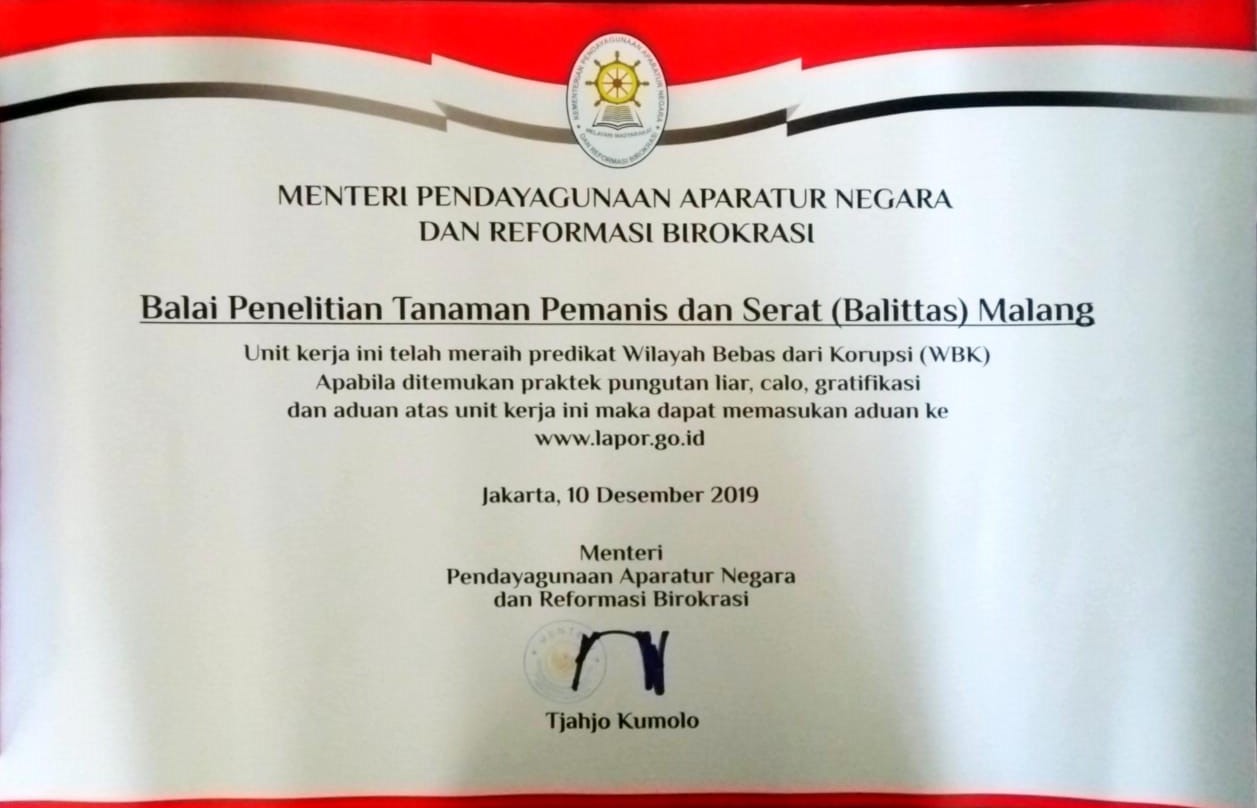 KEMENTERIAN PENDAYAGUNAAN APARATUR NEGARA
DAN REFORMASI BIROKRASI
MELAYANI MASYARAKAT
MENTERI PENDAYAGUNAAN APARATUR NEGARA
DAN REFORMASI BIROKRASI
Balai Penelitian Tanaman Pemanis dan Serat (Balittas) Malang
Unit kerja ini telah meraih predikat Wilayah Bebas dari Korupsi (WBK)
Apabila ditemukan praktek pungutan liar, calo, gratifikasi
dan aduan atas unit kerja ini maka dapat memasukan aduan ke
www.lapor.go.id
Jakarta, 10 Desember 2019
Menteri
Pendayagunaan Aparatur Negara
dan Reformasi Birokrasi
Tjahjo Kumolo